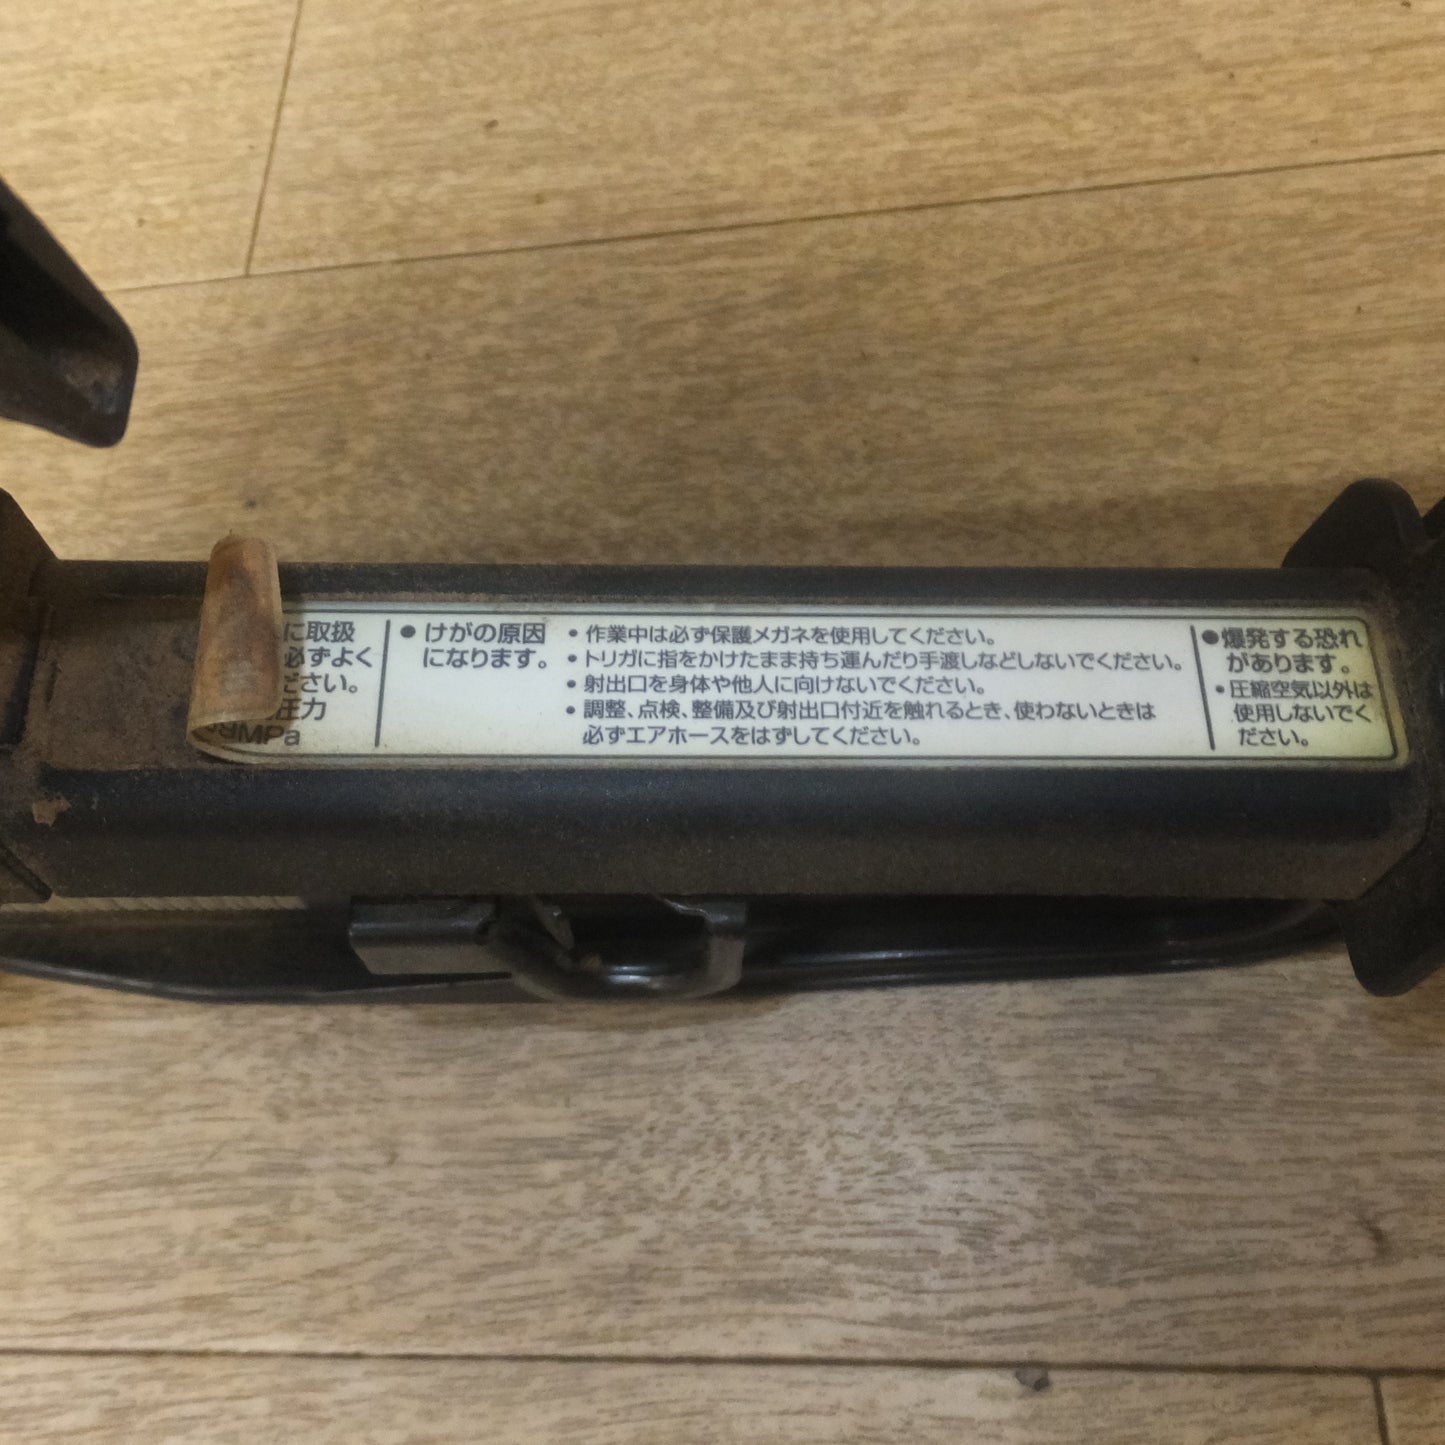 に取扱
必ずよく
ださい。
圧力
MPa
●けがの原因
になります。
•作業中は必ず保護メガネを使用してください。
•トリガに指をかけたまま持ち運んだり手渡しなどしないでください。
•射出口を身体や他人に向けないでください。
•調整、点検、整備及び射出口付近を触れるとき、使わないときは
必ずエアホースをはずしてください。
●爆発する恐れ
があります。
•圧縮空気以外は
使用しないでく
ださい。